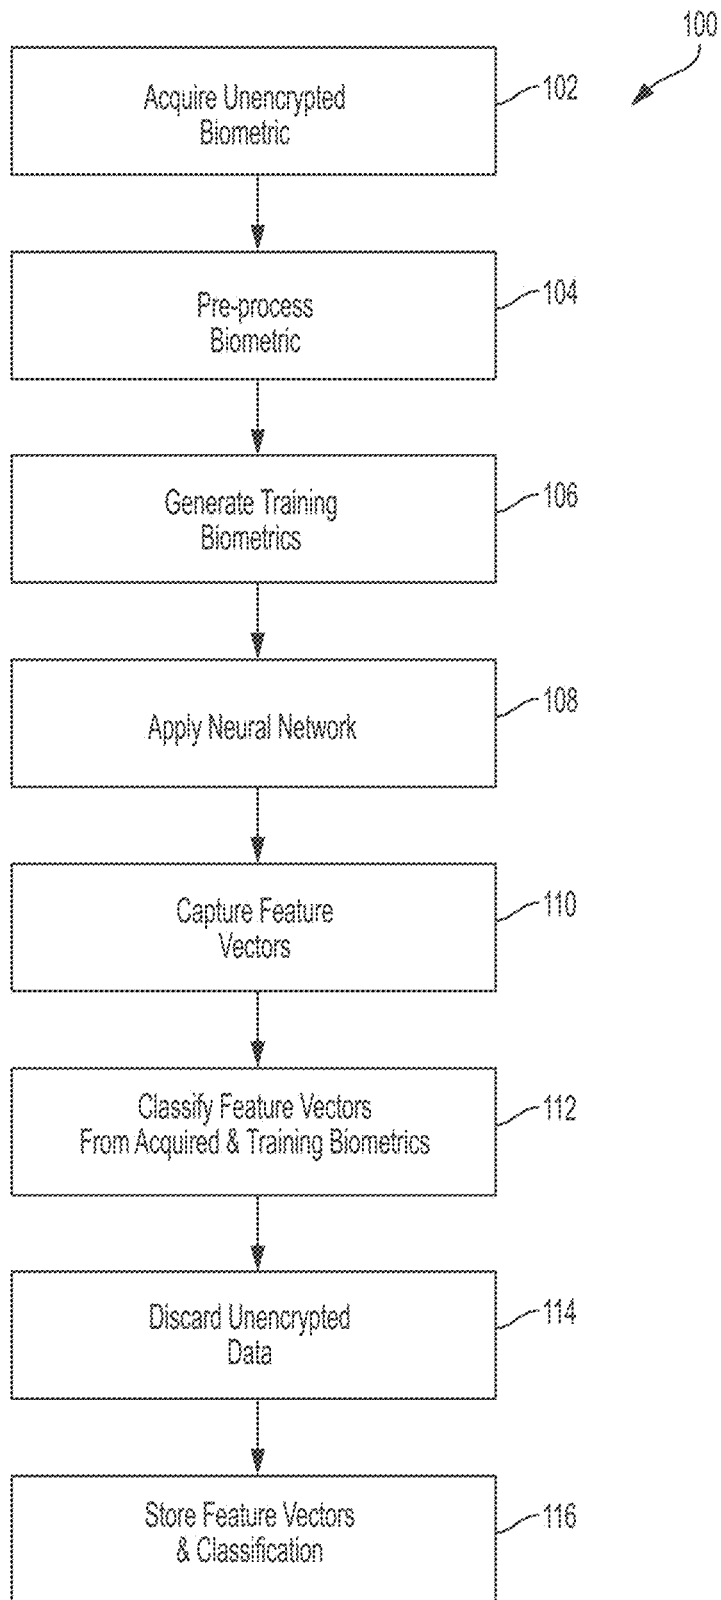 100
Acquire Unencrypted
Biometric
102
Pre-process
Biometric
104
Generate Training
Biometrics
106
Apply Neural Network
108
Capture Feature
Vectors
110
Classify Feature Vectors
From Acquired & Training Biometrics
112
Discard Unencrypted
Data
114
Store Feature Vectors
& Classification
116